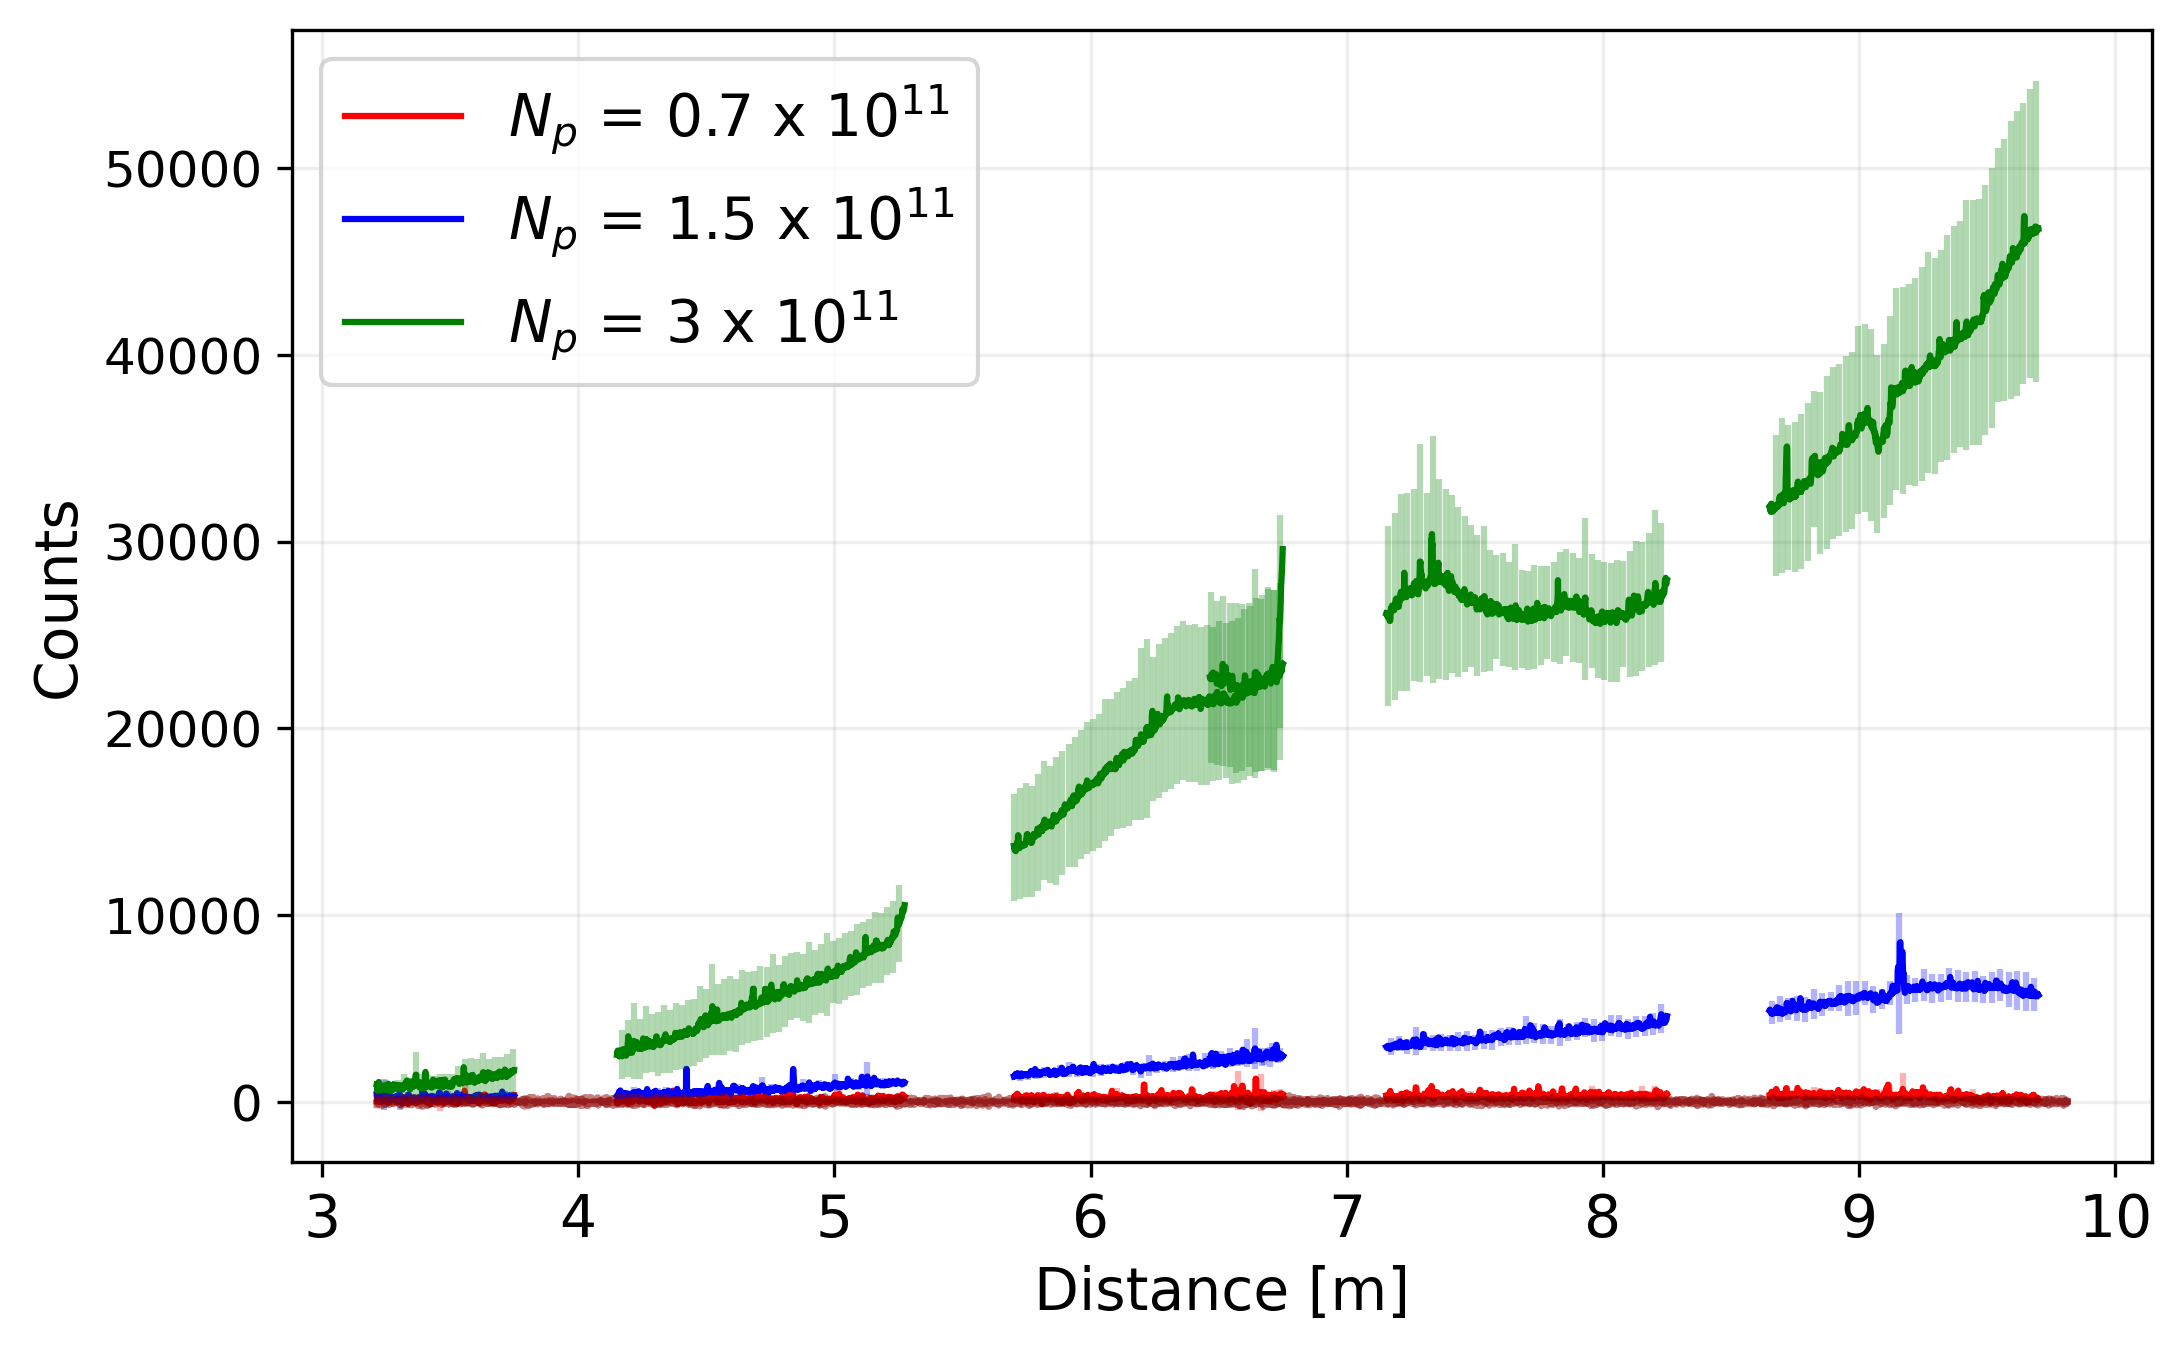 N_p = 0.7 x 10^11
N_p = 1.5 x 10^11
N_p = 3 x 10^11
50000
40000
30000
20000
10000
0
Counts
3 4 5 6 7 8 9 10
Distance [m]